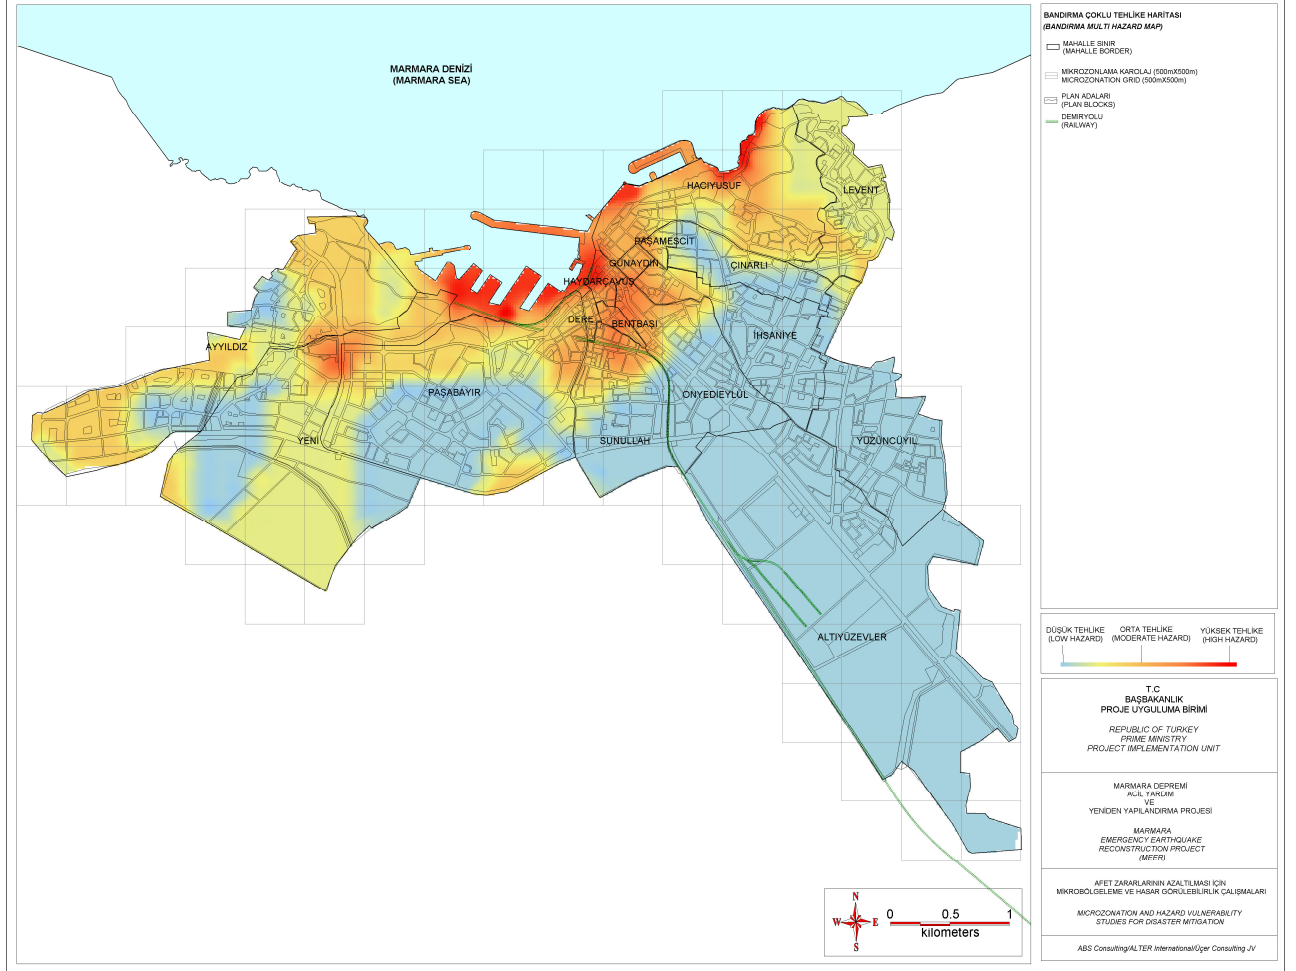 MARMARA DENİZİ
(MARMARA SEA)
HACIYUSUF
LEVENT
PAŞAMESCİT
GÜNAYDIN
ÇINARLI
HAYDARÇAVUŞ
DERE
BENTBAŞI
İHSANİYE
AYYILDIZ
PAŞABAYIR
ONYEDİEYLÜL
YENİ
SUNULLAH
YÜZÜNCÜYIL
ALTIYÜZEVLER
N
W
E
S
0 0.5 1
kilometers
BANDIRMA ÇOKLU TEHLİKE HARİTASI
(BANDIRMA MULTI HAZARD MAP)
MAHALLE SINIR
(MAHALLE BORDER)
MİKROZONLAMA KAROLAJ (500mX500m)
MICROZONATION GRID (500mX500m)
PLAN ADALARI
(PLAN BLOCKS)
DEMİRYOLU
(RAILWAY)
DÜŞÜK TEHLİKE ORTA TEHLİKE YÜKSEK TEHLİKE
(LOW HAZARD) (MODERATE HAZARD) (HIGH HAZARD)
T.C
BAŞBAKANLIK
PROJE UYGULUMA BİRİMİ
REPUBLIC OF TURKEY
PRIME MINISTRY
PROJECT IMPLEMENTATION UNIT
MARMARA DEPREMİ
ACİL YARDIM
VE
YENİDEN YAPILANDIRMA PROJESİ
MARMARA
EMERGENCY EARTHQUAKE
RECONSTRUCTION PROJECT
(MEER)
AFET ZARARLARININ AZALTILMASI İÇİN
MİKROBÖLGELEME VE HASAR GÖRÜLEBİLİRLİK ÇALIŞMALARI
MICROZONATION AND HAZARD VULNERABILITY
STUDIES FOR DISASTER MITIGATION
ABS Consulting/ALTER International/Üçer Consulting JV